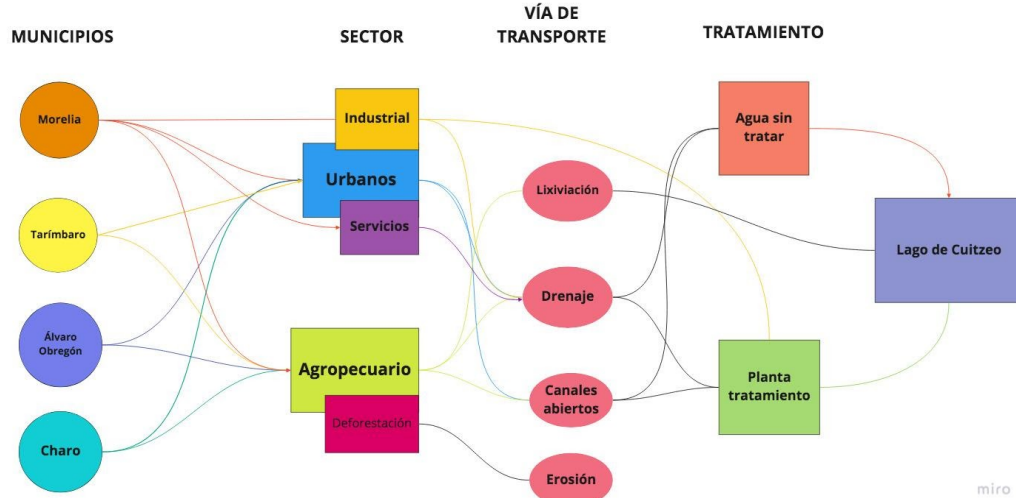 MUNICIPIOS
SECTOR
VÍA DE
TRANSPORTE
TRATAMIENTO
Morelia
Tarímbaro
Álvaro
Obregón
Charo
Industrial
Urbanos
Servicios
Agropecuario
Deforestación
Lixiviación
Drenaje
Canales
abiertos
Erosión
Agua sin
tratar
Planta
tratamiento
Lago de Cuitzeo
miro